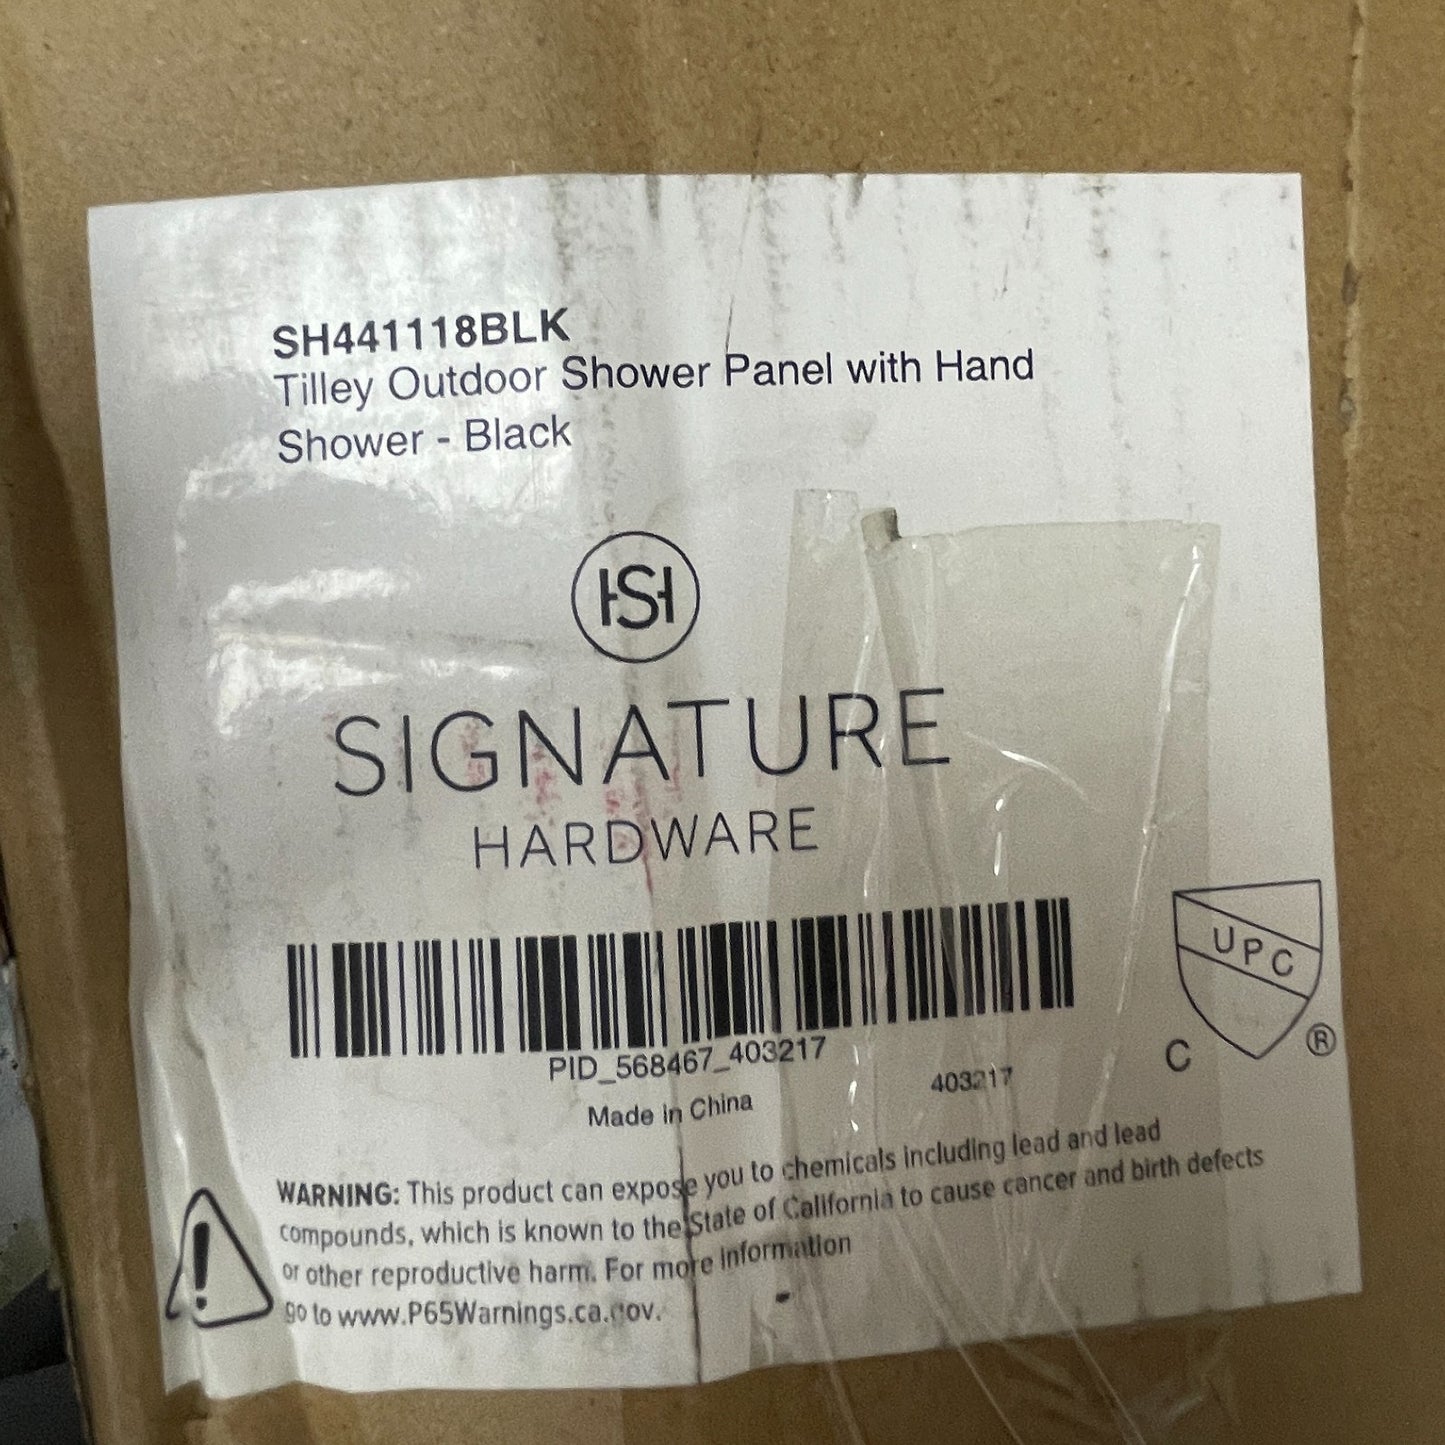 SH441118BLK
Tilley Outdoor Shower Panel with Hand
Shower - Black
HS
SIGNATURE
HARDWARE
PID_568467_403217
Made in China
403217
UPC
C ®
WARNING: This product can expose you to chemicals including lead and lead
compounds, which is known to the State of California to cause cancer and birth defects
or other reproductive harm. For more information
go to www.P65Warnings.ca.gov.